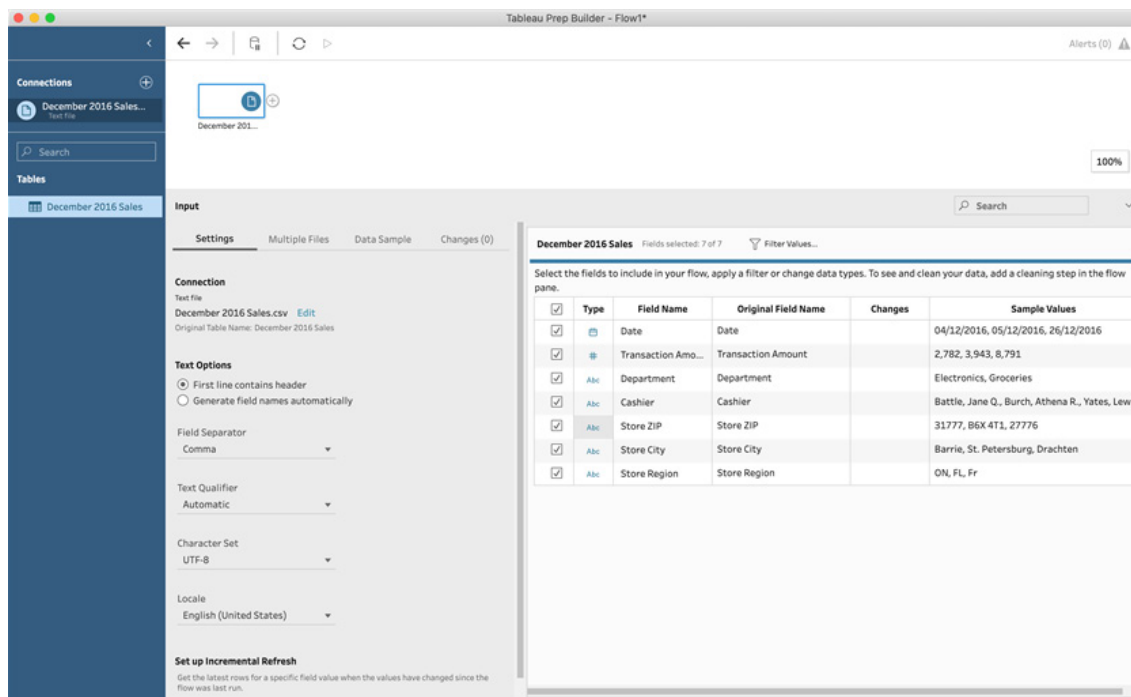 Tableau Prep Builder - Flow1*
Alerts (0)
Connections
December 2016 Sales...
Text file
Search
Tables
December 2016 Sales
December 201...
100%
Input
Search
Settings
Multiple Files
Data Sample
Changes (0)
Connection
Text file
December 2016 Sales.csv Edit
Original Table Name: December 2016 Sales
Text Options
First line contains header
Generate field names automatically
Field Separator
Comma
Text Qualifier
Automatic
Character Set
UTF-8
Locale
English (United States)
Set up Incremental Refresh
Get the latest rows for a specific field value when the values have changed since the
flow was last run.
December 2016 Sales Fields selected: 7 of 7 Filter Values...
Select the fields to include in your flow, apply a filter or change data types. To see and clean your data, add a cleaning step in the flow
pane.
Type Field Name Original Field Name Changes Sample Values
Date Date 04/12/2016, 05/12/2016, 26/12/2016
# Transaction Amo... Transaction Amount 2,782, 3,943, 8,791
Abc Department Department Electronics, Groceries
Abc Cashier Cashier Battle, Jane Q., Burch, Athena R., Yates, Lew
Abc Store ZIP Store ZIP 31777, B6X 4T1, 27776
Abc Store City Store City Barrie, St. Petersburg, Drachten
Abc Store Region Store Region ON, FL, Fr